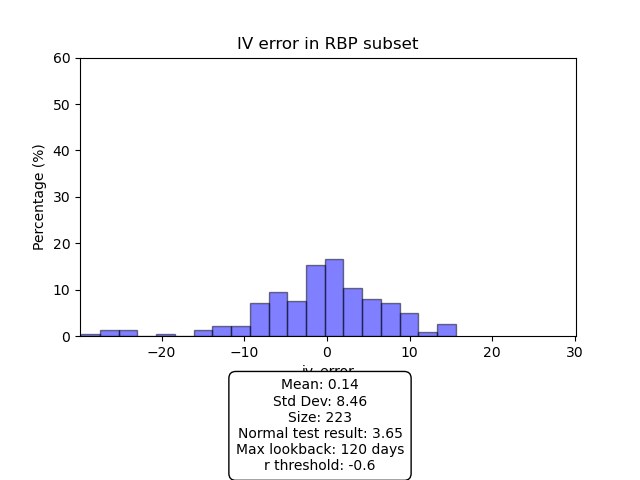 IV error in RBP subset
60
50
40
30
20
10
0
Percentage (%)
−20
−10
0
10
20
30
iv_error
Mean: 0.14
Std Dev: 8.46
Size: 223
Normal test result: 3.65
Max lookback: 120 days
r threshold: -0.6